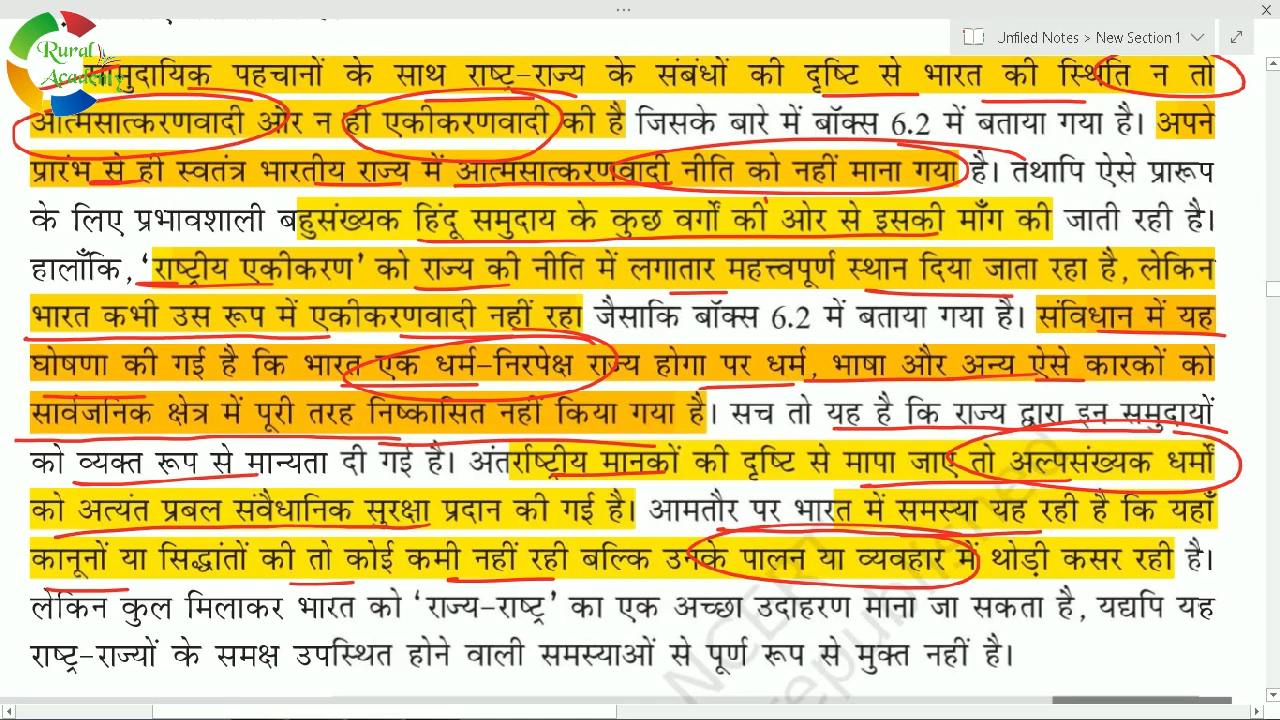 Rural
Academy
Unfiled Notes > New Section 1
सामुदायिक पहचानों के साथ राष्ट्र-राज्य के संबंधों की दृष्टि से भारत की स्थिति न तो
आत्मसात्करणवादी और न ही एकीकरणवादी की है जिसके बारे में बॉक्स 6.2 में बताया गया है। अपने
प्रारंभ से ही स्वतंत्र भारतीय राज्य में आत्मसात्करणवादी नीति को नहीं माना गया है। तथापि ऐसे प्रारूप
के लिए प्रभावशाली बहुसंख्यक हिंदू समुदाय के कुछ वर्गों की ओर से इसकी माँग की जाती रही है।
हालाँकि, ‘राष्ट्रीय एकीकरण’ को राज्य की नीति में लगातार महत्त्वपूर्ण स्थान दिया जाता रहा है, लेकिन
भारत कभी उस रूप में एकीकरणवादी नहीं रहा जैसाकि बॉक्स 6.2 में बताया गया है। संविधान में यह
घोषणा की गई है कि भारत एक धर्म-निरपेक्ष राज्य होगा पर धर्म, भाषा और अन्य ऐसे कारकों को
सार्वजनिक क्षेत्र में पूरी तरह निष्कासित नहीं किया गया है। सच तो यह है कि राज्य द्वारा इन समुदायों
को व्यक्त रूप से मान्यता दी गई है। अंतर्राष्ट्रीय मानकों की दृष्टि से मापा जाए तो अल्पसंख्यक धर्मों
को अत्यंत प्रबल संवैधानिक सुरक्षा प्रदान की गई है। आमतौर पर भारत में समस्या यह रही है कि यहाँ
कानूनों या सिद्धांतों की तो कोई कमी नहीं रही बल्कि उनके पालन या व्यवहार में थोड़ी कसर रही है।
लेकिन कुल मिलाकर भारत को ‘राज्य-राष्ट्र’ का एक अच्छा उदाहरण माना जा सकता है, यद्यपि यह
राष्ट्र-राज्यों के समक्ष उपस्थित होने वाली समस्याओं से पूर्ण रूप से मुक्त नहीं है।
NCERT
republished